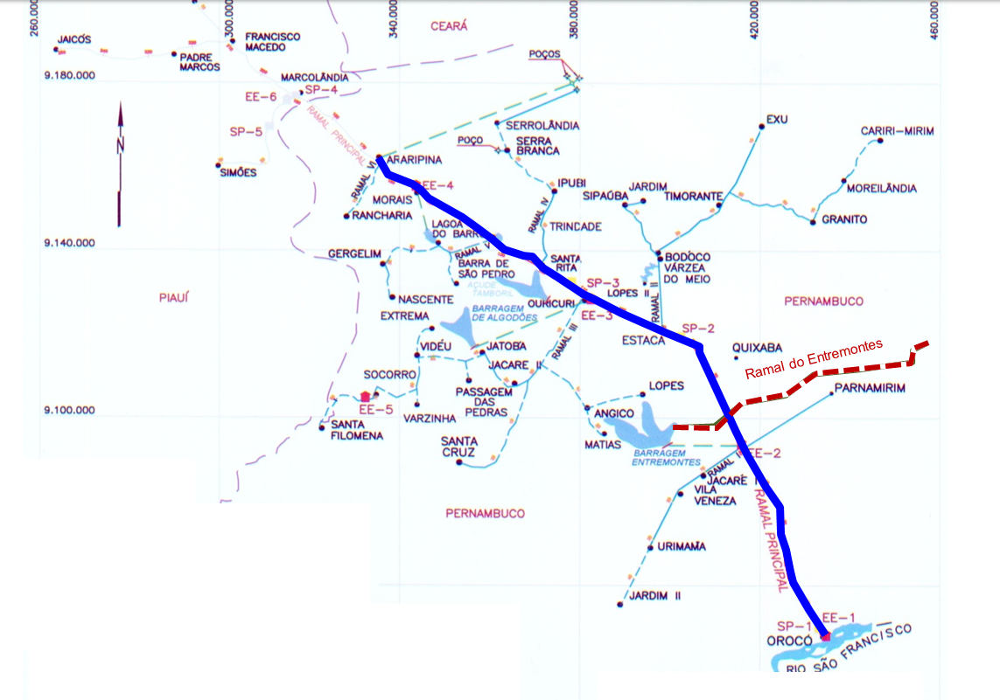 260.000
300.000
340.000
380.000
420.000
460.000
CEARÁ
JAICÓS
FRANCISCO
MACEDO
PADRE
MARCOS
POÇOS
9.180.000
MARCOLÂNDIA
SP-4
EE-6
RAMAL PRINCIPAL
EXU
SERROLÂNDIA
CARIRI-MIRIM
SP-5
N
POÇO
SERRA
BRANCA
ARARIPINA
SIMÕES
RAMAL VI
EE-4
IPUBI
SIPAÚBA
JARDIM
TIMORANTE
MOREILÂNDIA
MORAIS
RANCHARIA
RAMAL IV
GRANITO
LAGOA
DO BARRO
TRINDADE
9.140.000
GERGELIM
RAMAL V
SANTA
RITA
BODOCO
VÁRZEA
DO MEIO
BARRA DE
SÃO PEDRO
AÇUDE
TAMBORIL
SP-3
LOPES II
RAMAL II
PIAUÍ
NASCENTE
OURICURI
EE-3
PERNAMBUCO
EXTREMA
BARRAGEM
DE ALGODÕES
RAMAL III
ESTACA
SP-2
VIDÉU
JATOBÁ
QUIXABA
Ramal do Entremontes
JACARE II
SOCORRO
PASSAGEM
DAS
PEDRAS
LOPES
PARNAMIRIM
9.100.000
EE-5
VARZINHA
ANGICO
SANTA
FILOMENA
SANTA
CRUZ
MATIAS
BARRAGEM
ENTREMONTES
EE-2
RAMAL I
JACARÉ I
VILA
VENEZA
PERNAMBUCO
RAMAL PRINCIPAL
URIMAMA
JARDIM II
SP-1
EE-1
OROCÓ
RIO SÃO FRANCISCO